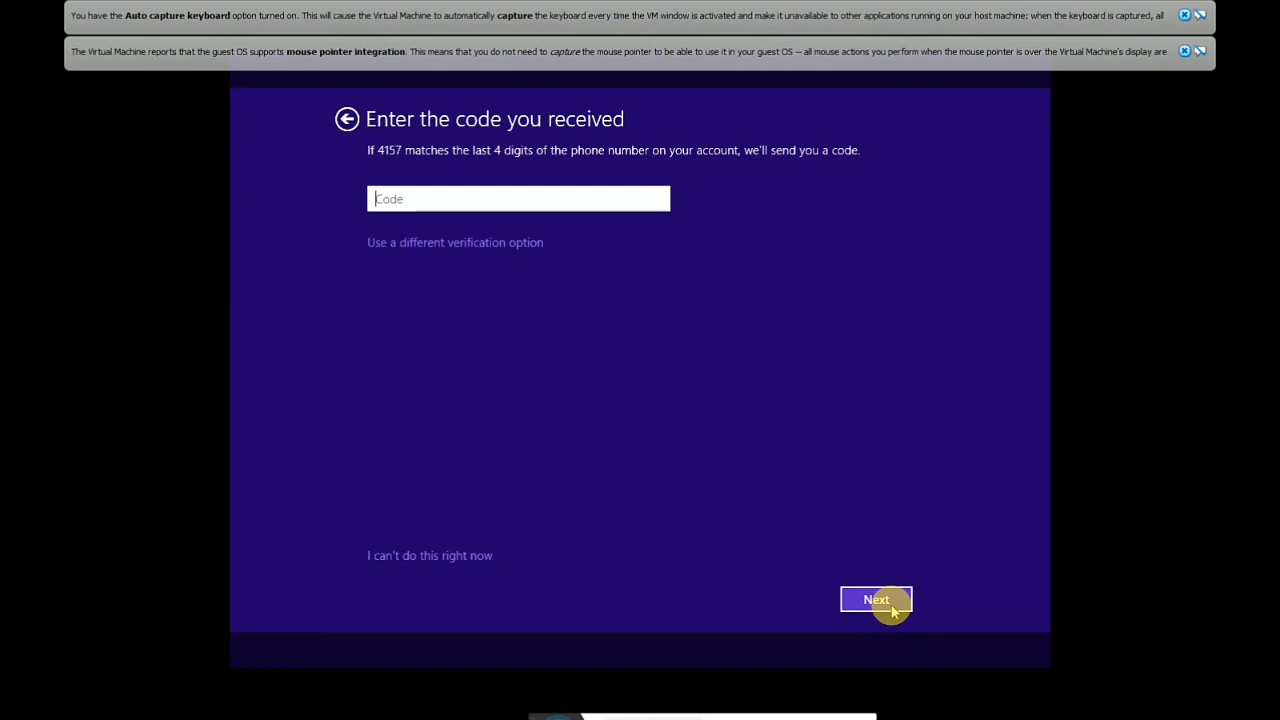 You have the Auto capture keyboard option turned on. This will cause the Virtual Machine to automatically capture the keyboard every time the VM window is activated and make it unavailable to other applications running on your host machine: when the keyboard is captured, all
The Virtual Machine reports that the guest OS supports mouse pointer integration. This means that you do not need to capture the mouse pointer to be able to use it in your guest OS -- all mouse actions you perform when the mouse pointer is over the Virtual Machine's display are
Enter the code you received
If 4157 matches the last 4 digits of the phone number on your account, we'll send you a code.
Code
Use a different verification option
I can't do this right now
Next